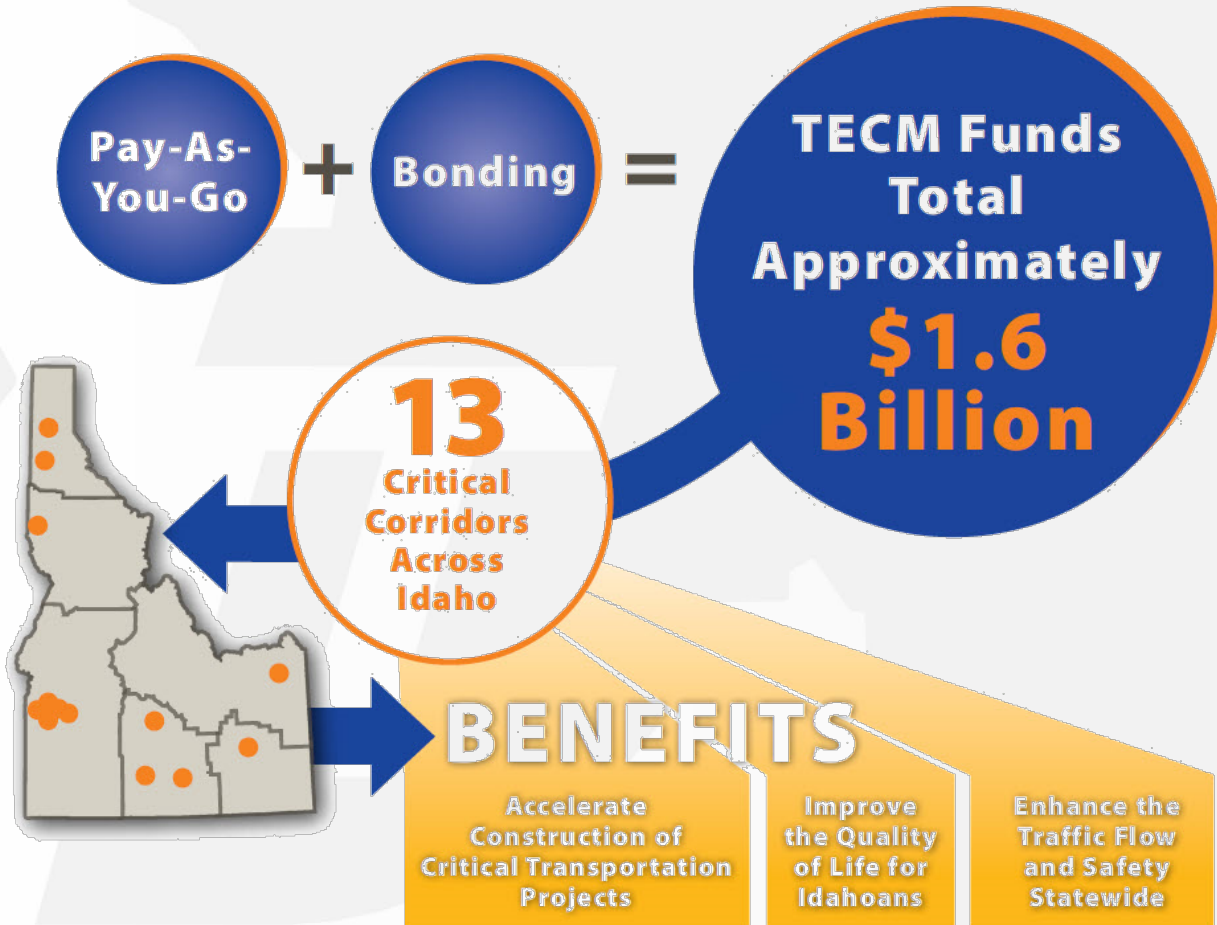 Pay-As-
You-Go
+
Bonding
=
TECM Funds
Total
Approximately
$1.6
Billion
13
Critical
Corridors
Across
Idaho
BENEFITS
Accelerate
Construction of
Critical Transportation
Projects
Improve
the Quality
of Life for
Idahoans
Enhance the
Traffic Flow
and Safety
Statewide